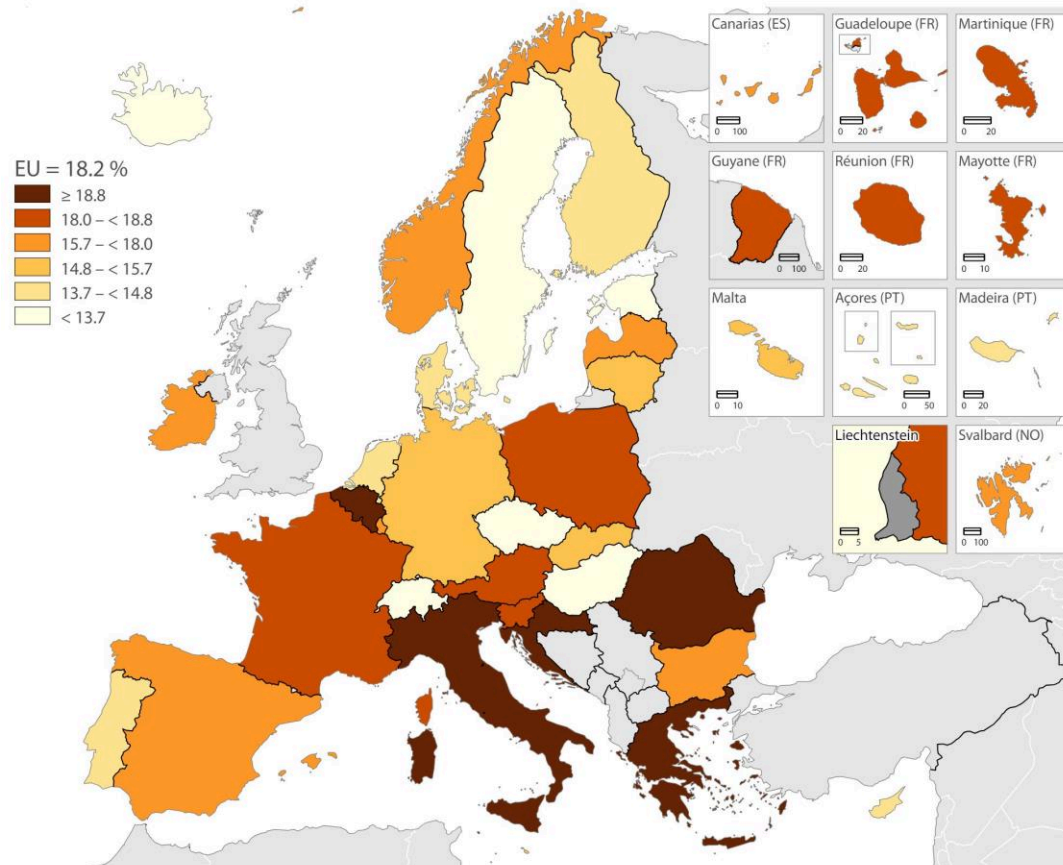 EU = 18.2 %
≥ 18.8
18.0 – < 18.8
15.7 – < 18.0
14.8 – < 15.7
13.7 – < 14.8
< 13.7
Canarias (ES)
0 100
Guadeloupe (FR)
0 20
Martinique (FR)
0 20
Guyane (FR)
0 100
Réunion (FR)
0 20
Mayotte (FR)
0 10
Malta
0 10
Açores (PT)
0 50
Madeira (PT)
0 20
Liechtenstein
0 5
Svalbard (NO)
0 100